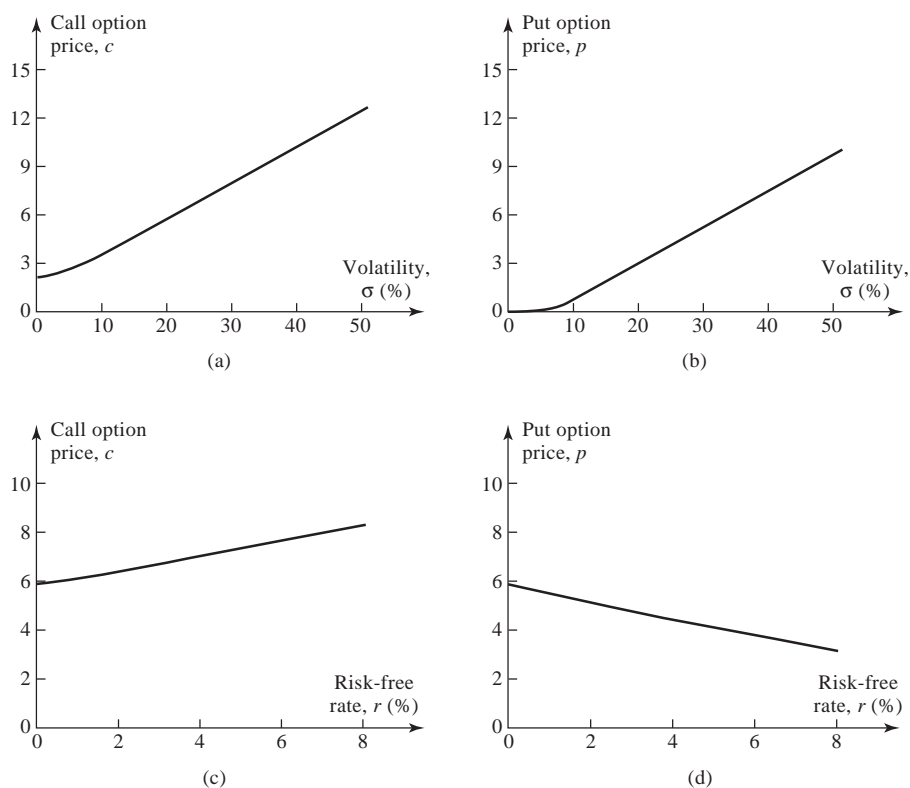 Call option
price, c
15
12
9
6
3
0
0 10 20 30 40 50
Volatility,
σ (%)
(a)
Put option
price, p
15
12
9
6
3
0
0 10 20 30 40 50
Volatility,
σ (%)
(b)
Call option
price, c
10
8
6
4
2
0
0 2 4 6 8
Risk-free
rate, r (%)
(c)
Put option
price, p
10
8
6
4
2
0
0 2 4 6 8
Risk-free
rate, r (%)
(d)